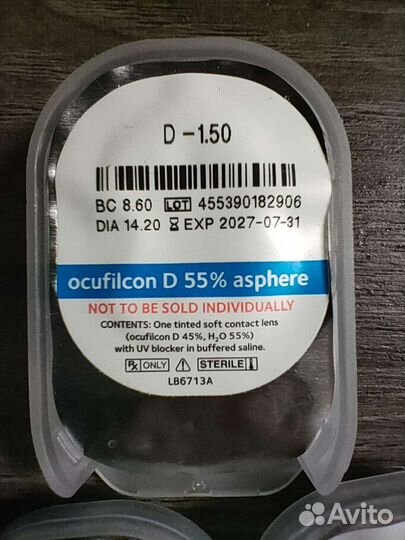 D -1.50
BC 8.60 LOT 455390182906
DIA 14.20 EXP 2027-07-31
ocufilcon D 55% asphere
NOT TO BE SOLD INDIVIDUALLY
CONTENTS: One tinted soft contact lens
(ocufilcon D 45%, H₂O 55%)
with UV blocker in buffered saline.
Rx ONLY STERILE
LB6713A
Avito